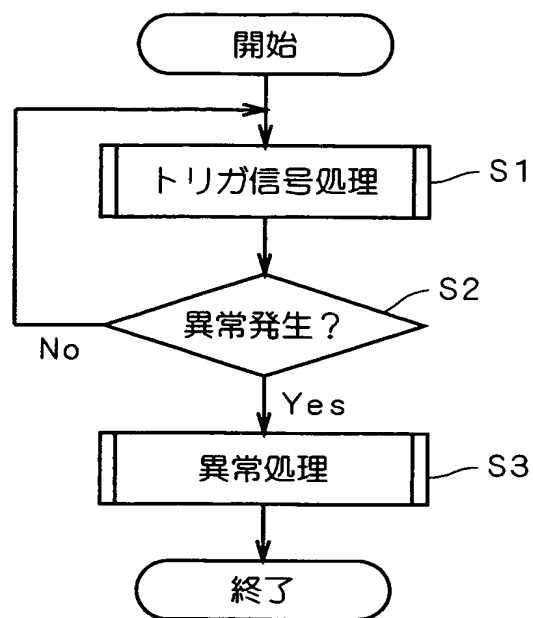 開始
トリガ信号処理
S1
異常発生？
S2
No
Yes
異常処理
S3
終了